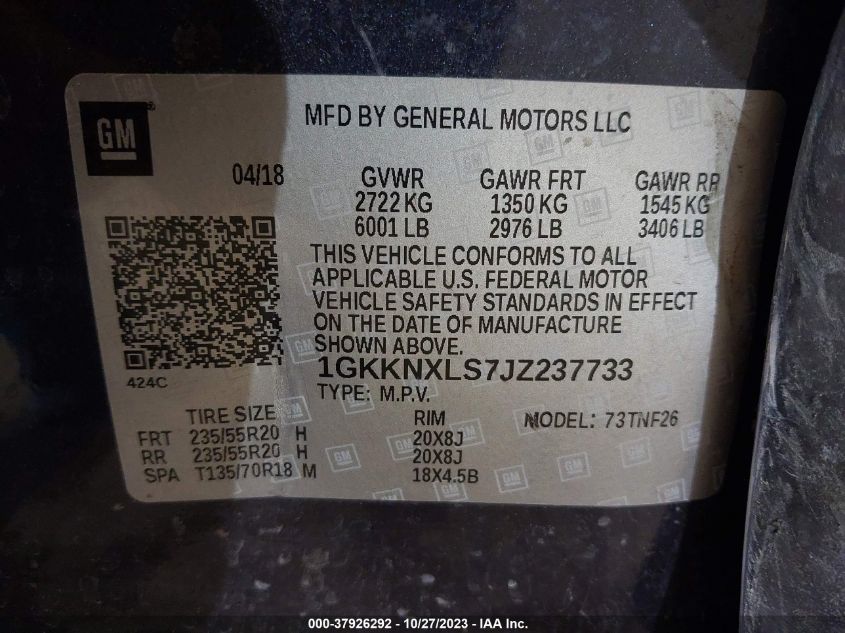 GM
MFD BY GENERAL MOTORS LLC
04/18 GVWR GAWR FRT GAWR RR
2722 KG 1350 KG 1545 KG
6001 LB 2976 LB 3406 LB
THIS VEHICLE CONFORMS TO ALL
APPLICABLE U.S. FEDERAL MOTOR
VEHICLE SAFETY STANDARDS IN EFFECT
ON THE DATE OF MANUFACTURE
SHOWN ABOVE.
1GKKNXLS7JZ237733
424C
TYPE: M.P.V.
TIRE SIZE RIM MODEL: 73TNF26
FRT 235/55R20 H 20X8J
RR 235/55R20 H 20X8J
SPA T135/70R18 M 18X4.5B
000-37926292 - 10/27/2023 - IAA Inc.